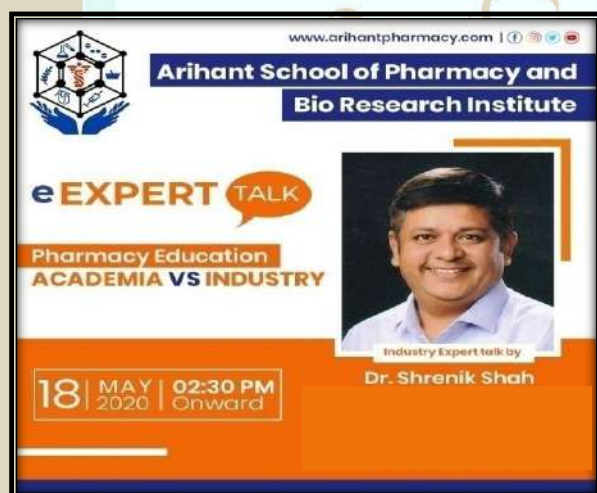 www.arihantpharmacy.com |
Arihant School of Pharmacy and
Bio Research Institute
eEXPERT TALK
Pharmacy Education
ACADEMIA VS INDUSTRY
Industry Expert talk by
Dr. Shrenik Shah
18 | MAY 2020 | 02:30 PM Onward